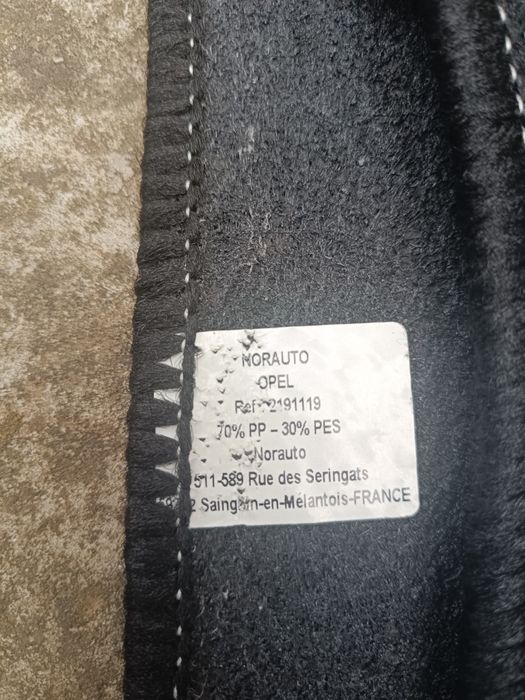 NORAUTO
OPEL
Ref : 2191119
70% PP – 30% PES
Norauto
511-589 Rue des Seringats
Sainghin-en-Mélantois-FRANCE